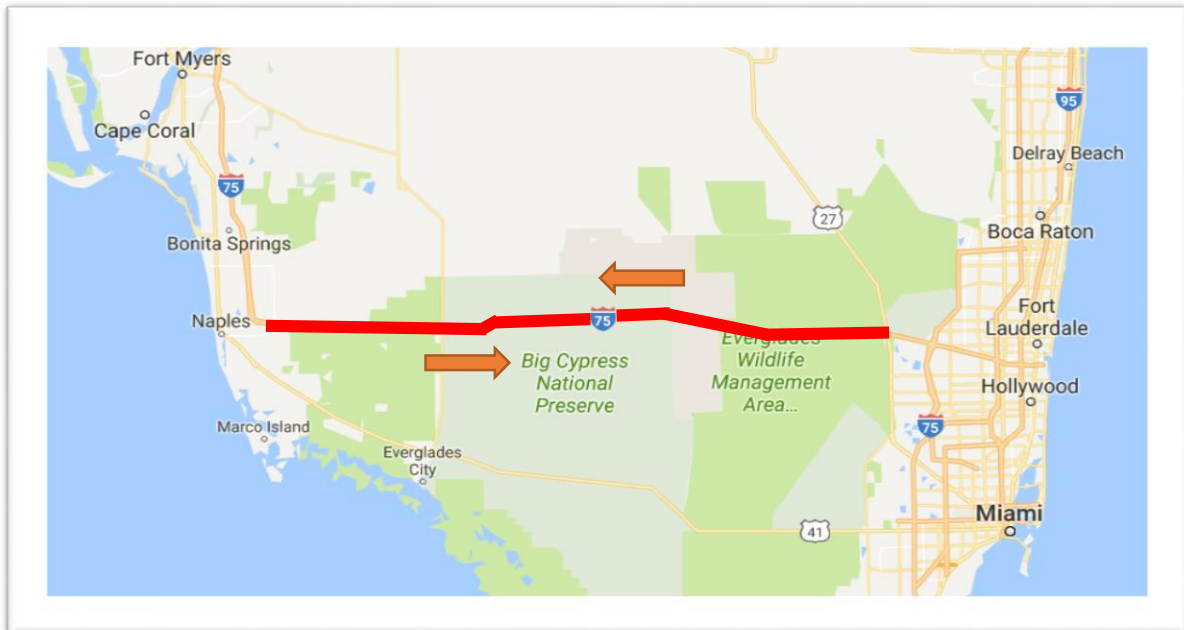 Fort Myers
Cape Coral
95
Delray Beach
75
27
Boca Raton
Bonita Springs
Naples
75
Fort
Lauderdale
Everglades
Wildlife
Management
Area...
Big Cypress
National
Preserve
Hollywood
Marco Island
75
Everglades
City
41
Miami